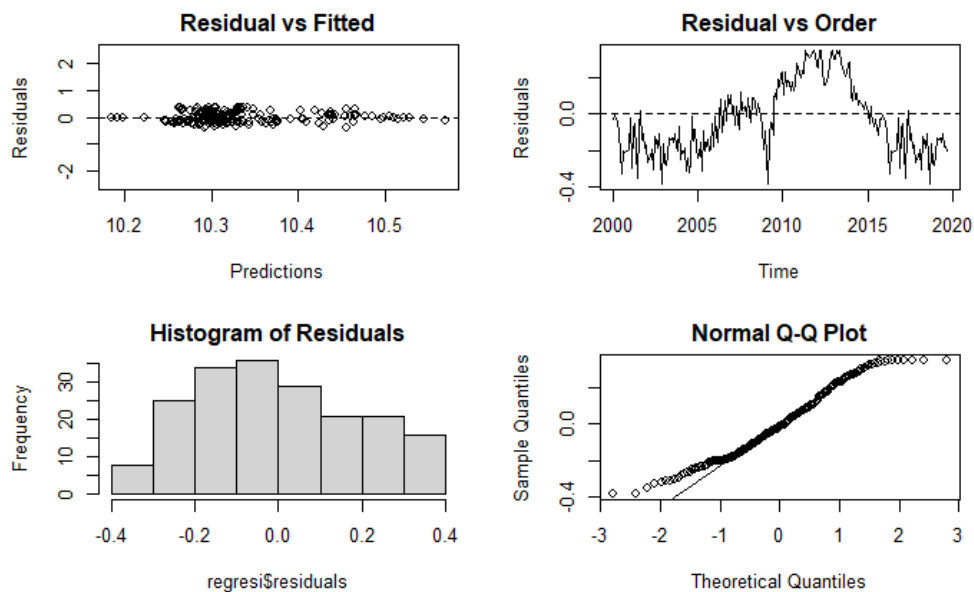 Residual vs Fitted
Residuals
2
1
0
-2
10.2 10.3 10.4 10.5
Predictions
Residual vs Order
Residuals
0.0
-0.4
2000 2005 2010 2015 2020
Time
Histogram of Residuals
Frequency
30
10
0
-0.4 -0.2 0.0 0.2 0.4
regresi$residuals
Normal Q-Q Plot
Sample Quantiles
0.0
-0.4
-3 -2 -1 0 1 2 3
Theoretical Quantiles